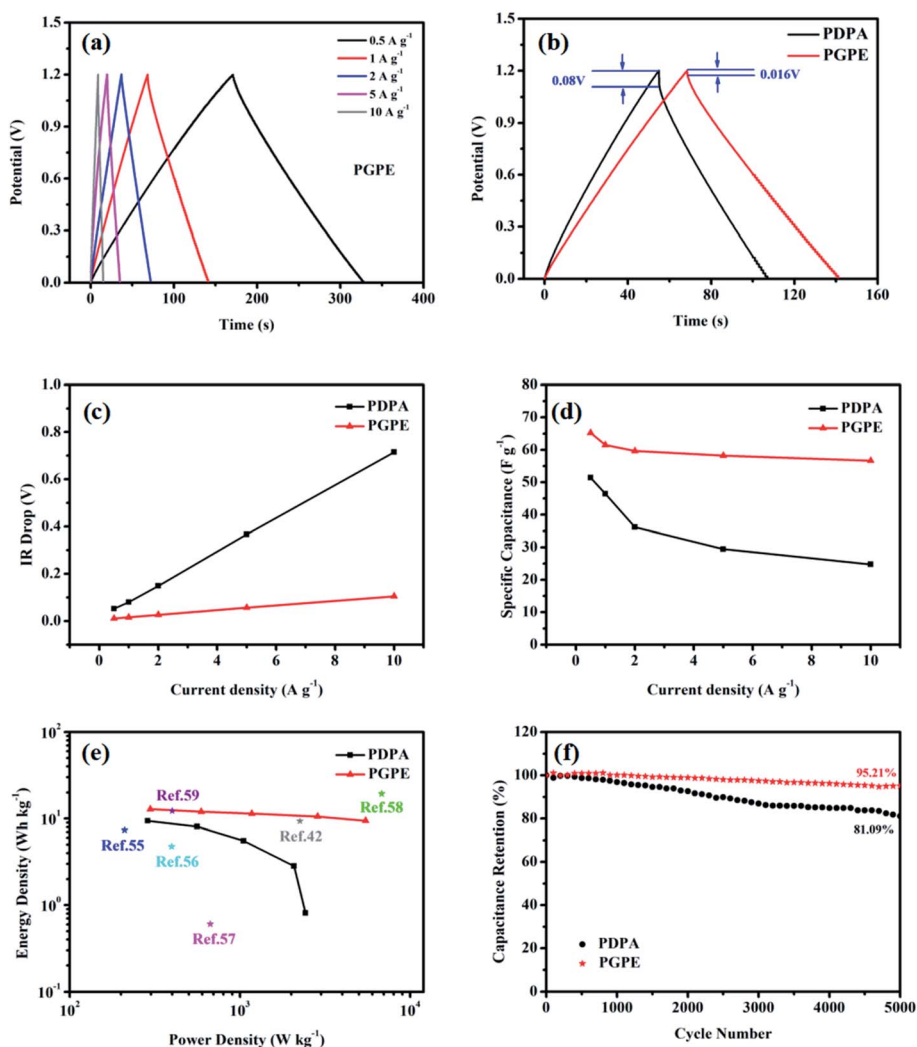 (a)
0.5 A g⁻¹
1 A g⁻¹
2 A g⁻¹
5 A g⁻¹
10 A g⁻¹
PGPE
Potential (V)
1.5
1.2
0.9
0.6
0.3
0.0
0 100 200 300 400
Time (s)
(b)
PDPA
PGPE
0.08V
0.016V
Potential (V)
1.5
1.2
0.9
0.6
0.3
0.0
0 40 80 120 160
Time (s)
(c)
PDPA
PGPE
IR Drop (V)
1.0
0.8
0.6
0.4
0.2
0.0
0 2 4 6 8 10
Current density (A g⁻¹)
(d)
PDPA
PGPE
Specific Capacitance (F g⁻¹)
80
70
60
50
40
30
20
10
0
0 2 4 6 8 10
Current density (A g⁻¹)
(e)
PDPA
PGPE
Ref.59
Ref.58
Ref.55
Ref.42
Ref.56
Ref.57
Energy Density (Wh kg⁻¹)
10²
10¹
10⁰
10⁻¹
10² 10³ 10⁴
Power Density (W kg⁻¹)
(f)
95.21%
81.09%
PDPA
PGPE
Capacitance Retention (%)
120
100
80
60
40
20
0
0 1000 2000 3000 4000 5000
Cycle Number